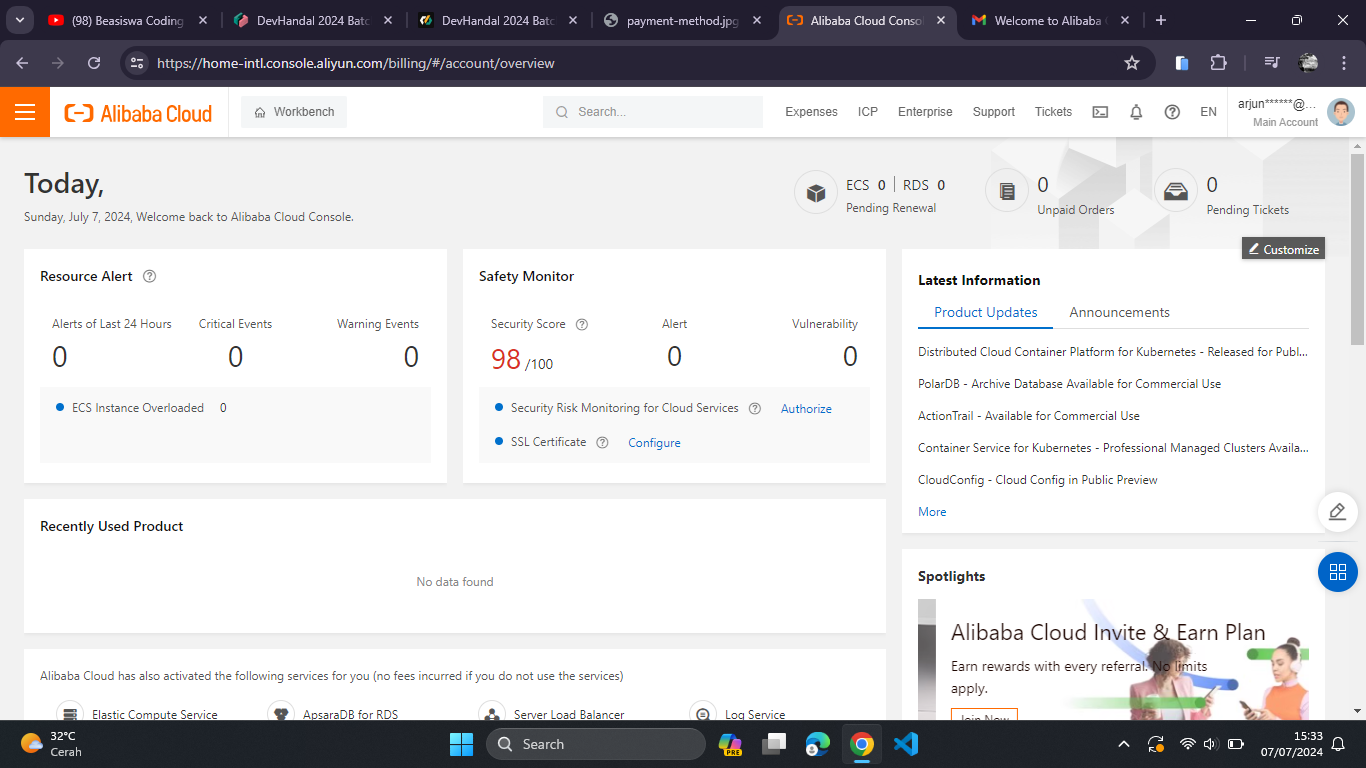 (98) Beasiswa Coding
DevHandal 2024 Batc
DevHandal 2024 Batc
payment-method.jpg
Alibaba Cloud Conso
Welcome to Alibaba C
https://home-intl.console.aliyun.com/billing/#/account/overview
Alibaba Cloud
Workbench
Search...
Expenses
ICP
Enterprise
Support
Tickets
EN
arjun******@...
Main Account
Today,
Sunday, July 7, 2024, Welcome back to Alibaba Cloud Console.
ECS 0 | RDS 0
Pending Renewal
0
Unpaid Orders
0
Pending Tickets
Customize
Resource Alert
Alerts of Last 24 Hours
Critical Events
Warning Events
0
0
0
ECS Instance Overloaded 0
Safety Monitor
Security Score
Alert
Vulnerability
98 /100
0
0
Security Risk Monitoring for Cloud Services
Authorize
SSL Certificate
Configure
Latest Information
Product Updates
Announcements
Distributed Cloud Container Platform for Kubernetes - Released for Publ...
PolarDB - Archive Database Available for Commercial Use
ActionTrail - Available for Commercial Use
Container Service for Kubernetes - Professional Managed Clusters Availa...
CloudConfig - Cloud Config in Public Preview
More
Recently Used Product
No data found
Spotlights
Alibaba Cloud Invite & Earn Plan
Earn rewards with every referral. No limits
apply.
Join Now
Alibaba Cloud has also activated the following services for you (no fees incurred if you do not use the services)
Elastic Compute Service
ApsaraDB for RDS
Server Load Balancer
Log Service
32°C
Cerah
Search
PRE
15:33
07/07/2024